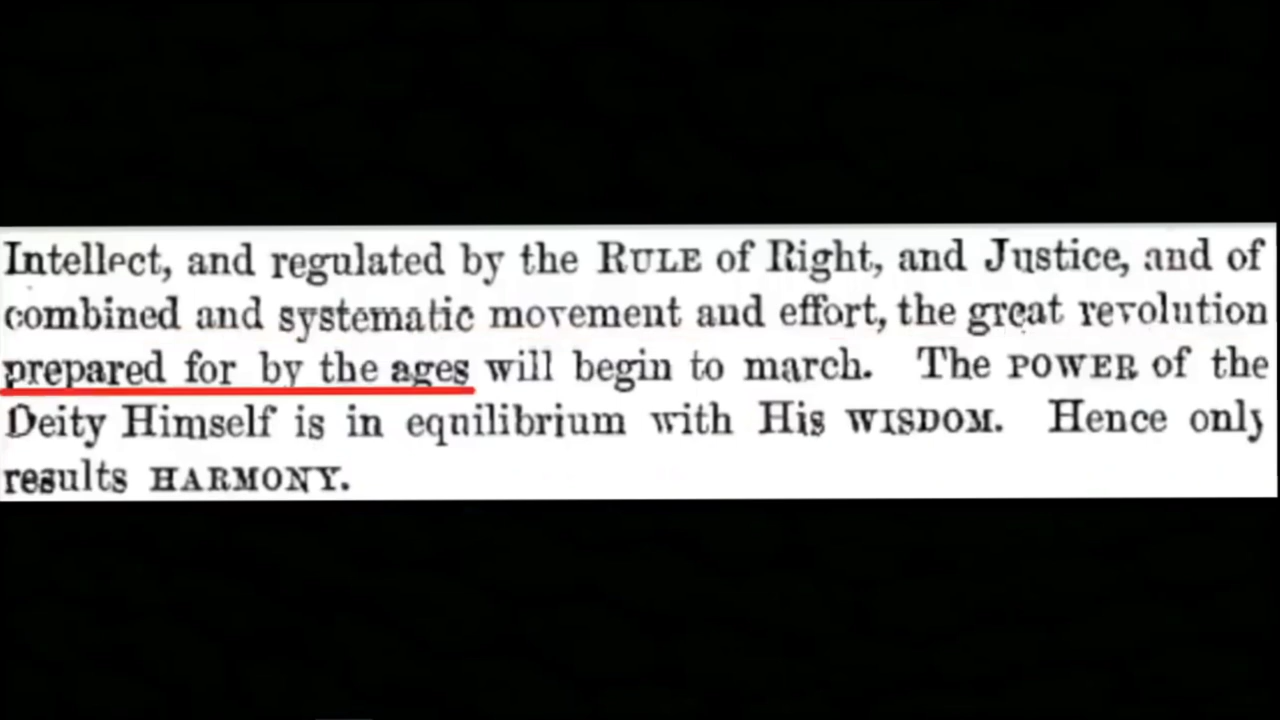 Intellect, and regulated by the RULE of Right, and Justice, and of
combined and systematic movement and effort, the great revolution
prepared for by the ages will begin to march. The POWER of the
Deity Himself is in equilibrium with His WISDOM. Hence only
results HARMONY.